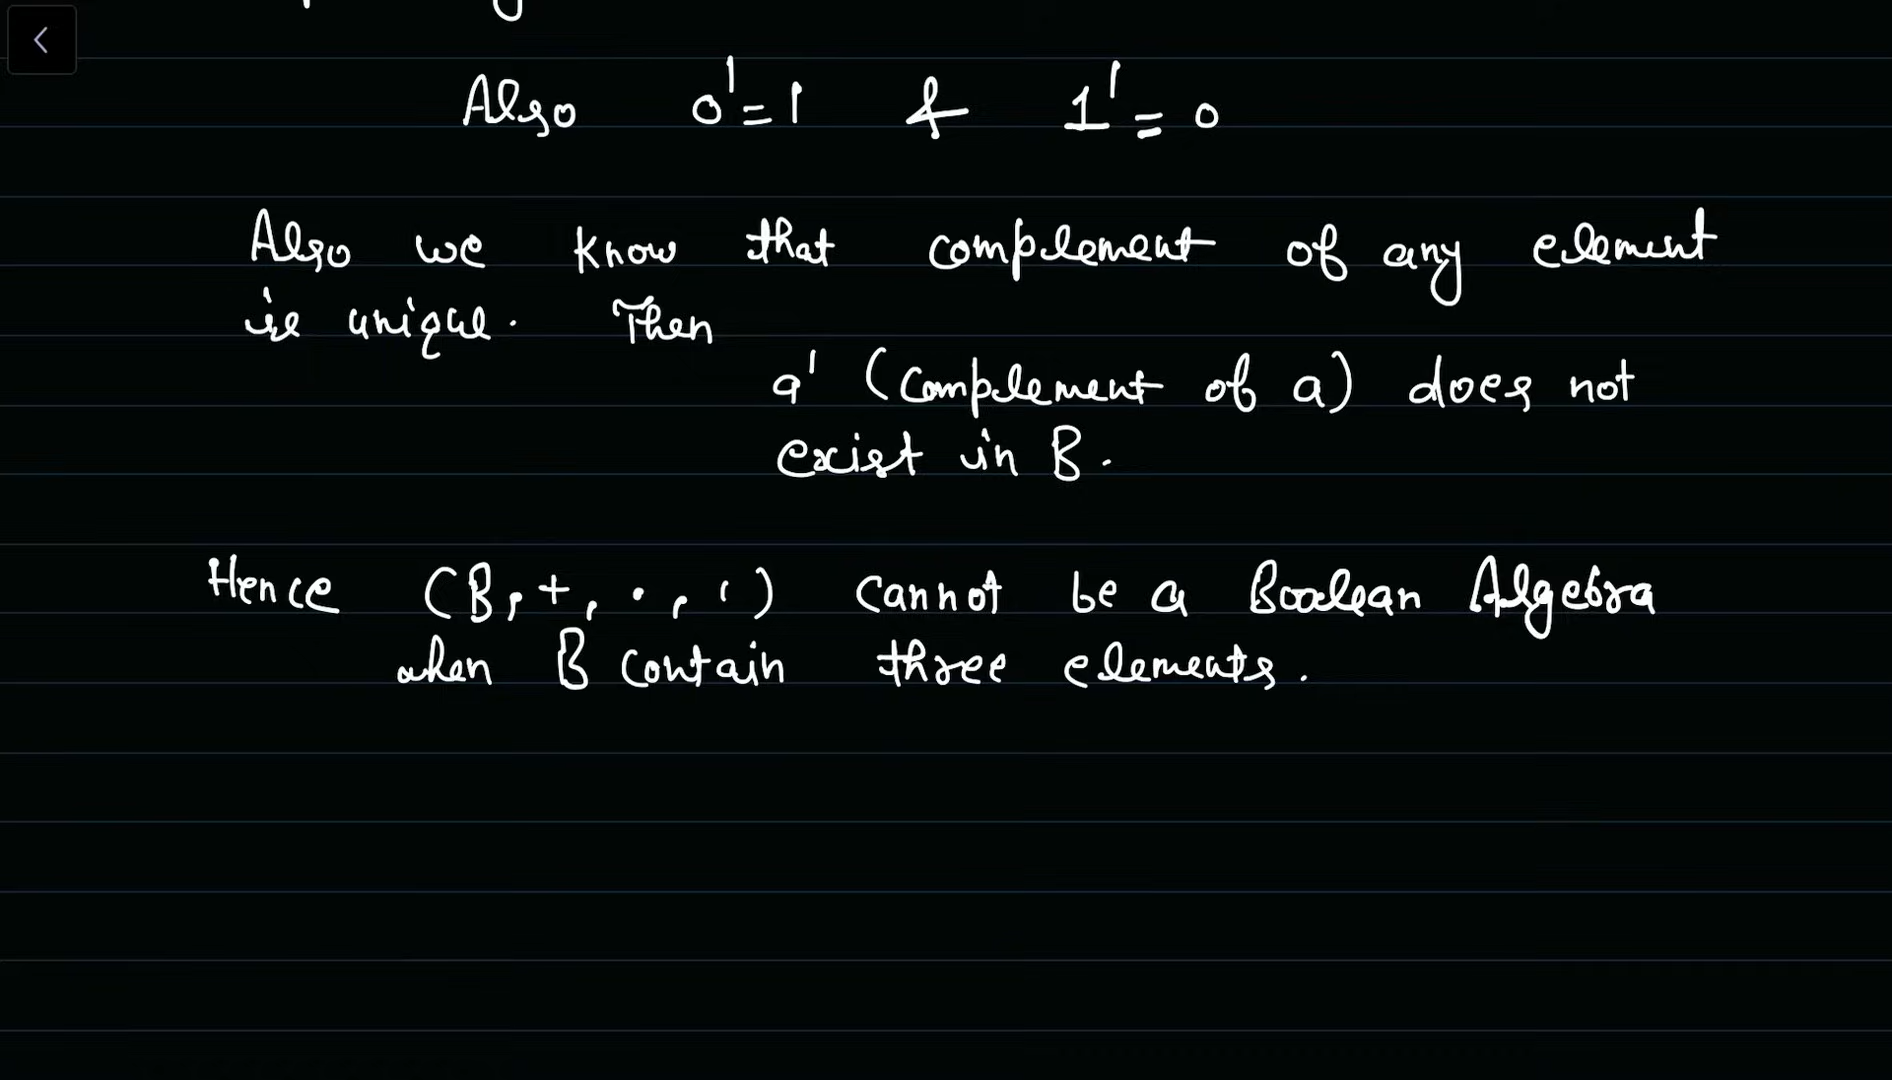 Also 0' = 1 & 1' = 0
Also we know that complement of any element
is unique. Then
a' (complement of a) does not
exist in B.
Hence (B, +, ·, ') cannot be a Boolean Algebra
when B contain three elements.